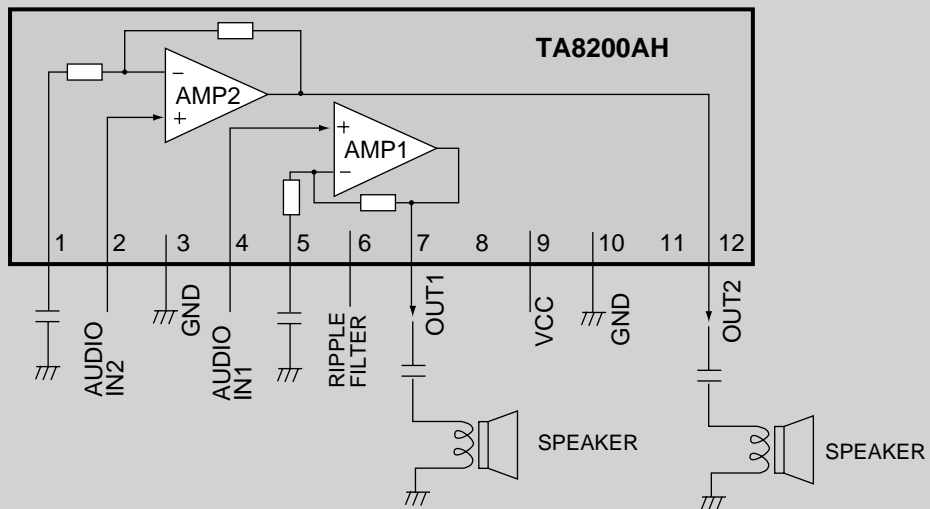 TA8200AH
AMP2
AMP1
−
+
+
−
1 2 3 4 5 6 7 8 9 10 11 12
AUDIO
IN2
GND
AUDIO
IN1
RIPPLE
FILTER
OUT1
VCC
GND
OUT2
SPEAKER
SPEAKER